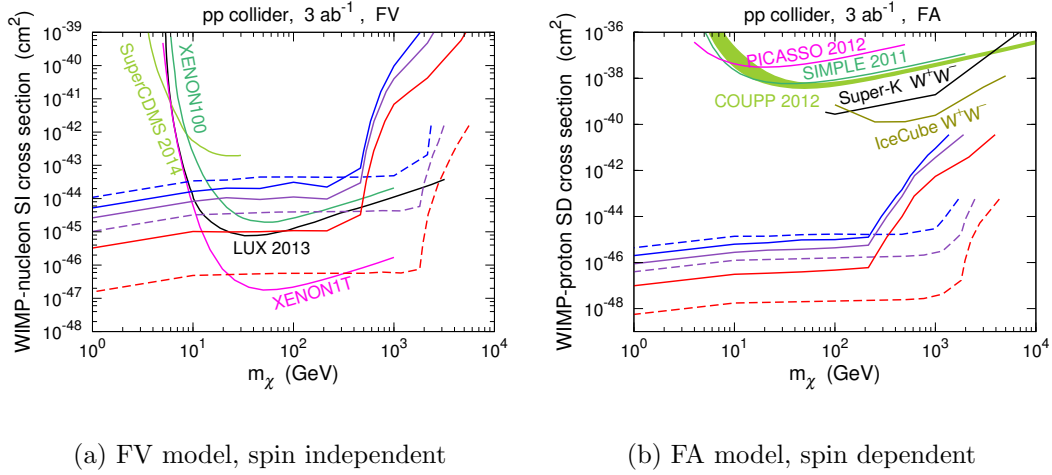 pp collider, 3 ab⁻¹ , FV
WIMP-nucleon SI cross section (cm²)
10⁻³⁹
10⁻⁴⁰
10⁻⁴¹
10⁻⁴²
10⁻⁴³
10⁻⁴⁴
10⁻⁴⁵
10⁻⁴⁶
10⁻⁴⁷
10⁻⁴⁸
SuperCDMS 2014
XENON100
LUX 2013
XENON1T
10⁰ 10¹ 10² 10³ 10⁴
mχ (GeV)
(a) FV model, spin independent
pp collider, 3 ab⁻¹ , FA
WIMP-proton SD cross section (cm²)
10⁻³⁶
10⁻³⁸
10⁻⁴⁰
10⁻⁴²
10⁻⁴⁴
10⁻⁴⁶
10⁻⁴⁸
PICASSO 2012
SIMPLE 2011
COUPP 2012
Super-K W⁺W⁻
IceCube W⁺W⁻
10⁰ 10¹ 10² 10³ 10⁴
mχ (GeV)
(b) FA model, spin dependent